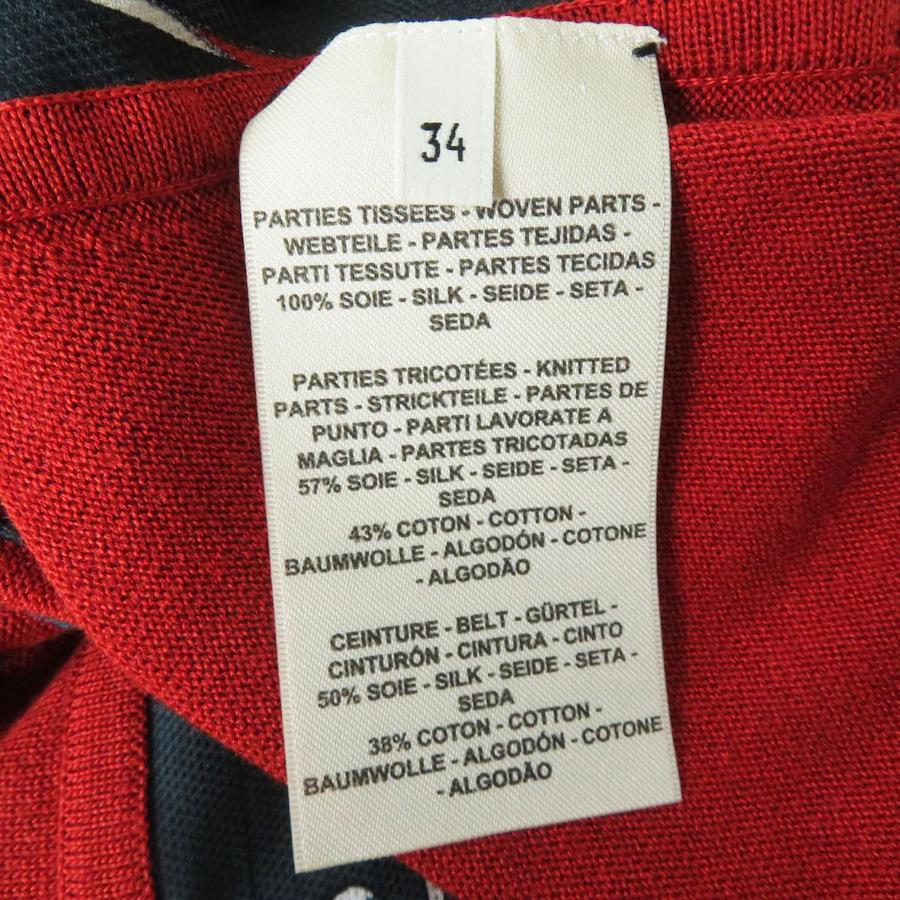 34
PARTIES TISSÉES - WOVEN PARTS -
WEBTEILE - PARTES TEJIDAS -
PARTI TESSUTE - PARTES TECIDAS
100% SOIE - SILK - SEIDE - SETA -
SEDA
PARTIES TRICOTÉES - KNITTED
PARTS - STRICKTEILE - PARTES DE
PUNTO - PARTI LAVORATE A
MAGLIA - PARTES TRICOTADAS
57% SOIE - SILK - SEIDE - SETA -
SEDA
43% COTON - COTTON -
BAUMWOLLE - ALGODÓN - COTONE
- ALGODÃO
CEINTURE - BELT - GÜRTEL -
CINTURÓN - CINTURA - CINTO
50% SOIE - SILK - SEIDE - SETA -
SEDA
38% COTON - COTTON -
BAUMWOLLE - ALGODÓN - COTONE
- ALGODÃO